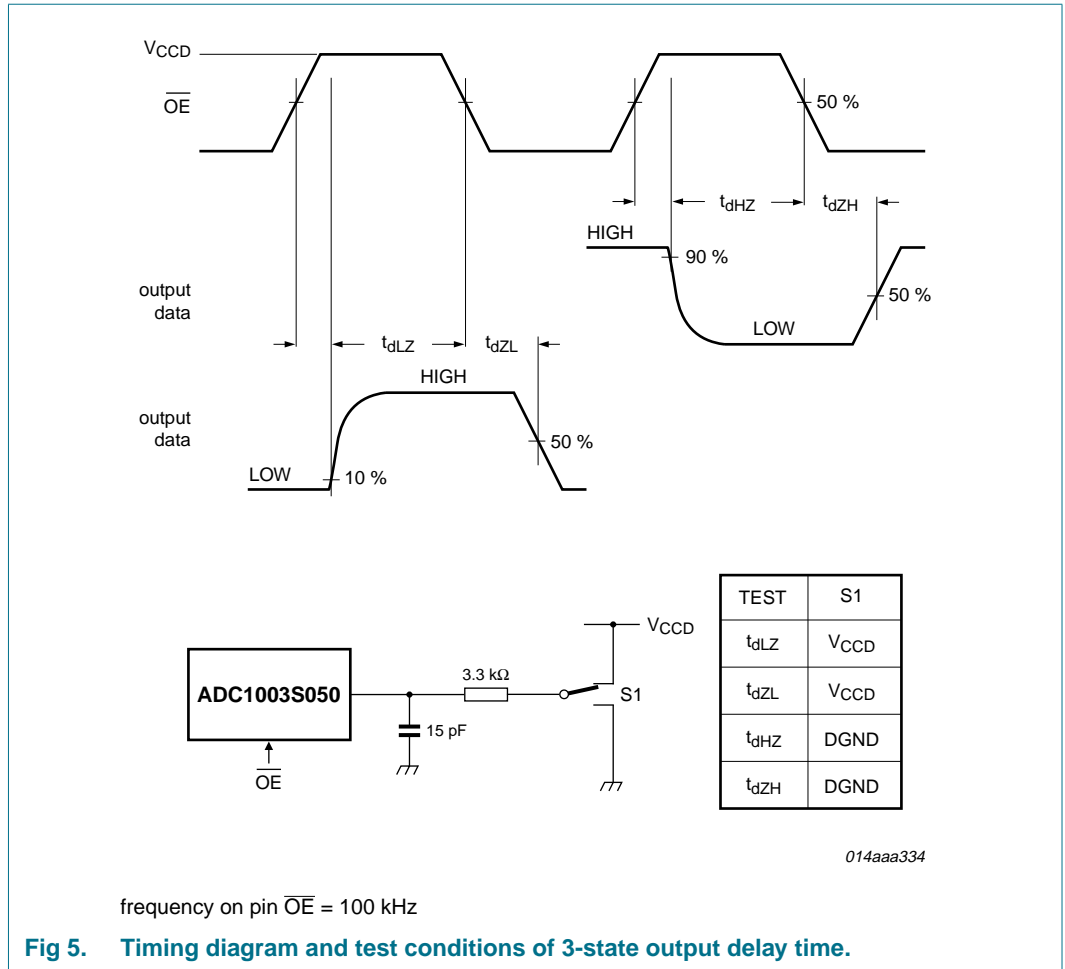 VCCD
OE
50 %
tdHZ
tdZH
HIGH
90 %
output
data
50 %
LOW
tdLZ
tdZL
HIGH
output
data
50 %
LOW
10 %
TEST S1
tdLZ VCCD
tdZL VCCD
tdHZ DGND
tdZH DGND
VCCD
3.3 kΩ
S1
ADC1003S050
15 pF
OE
014aaa334
frequency on pin OE = 100 kHz
Fig 5. Timing diagram and test conditions of 3-state output delay time.